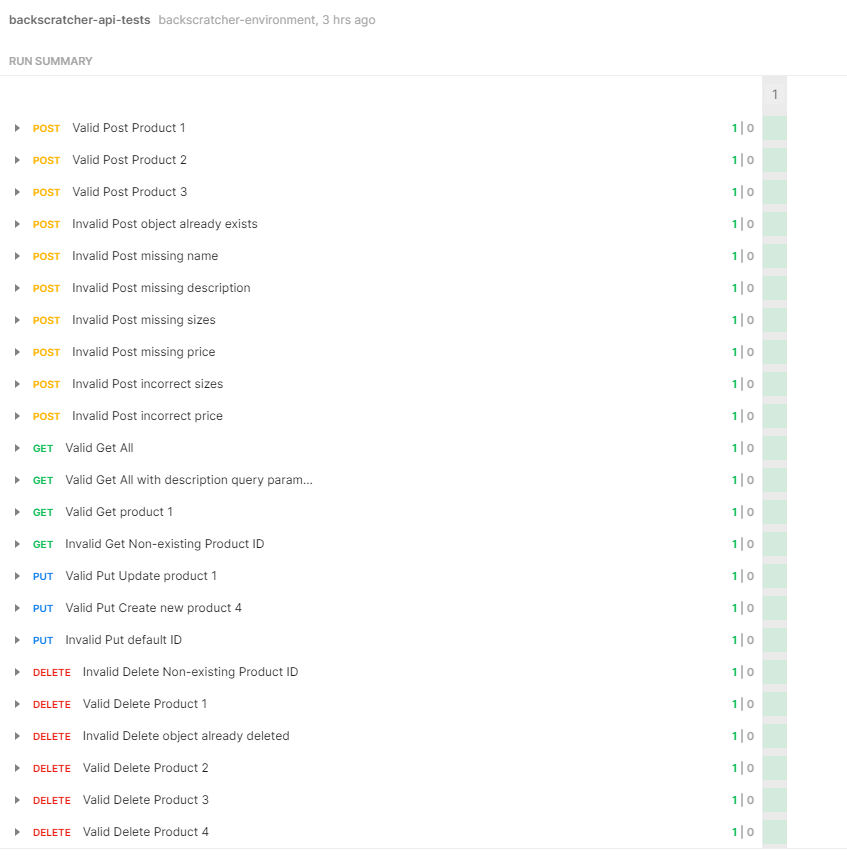 backscratcher-api-tests backscratcher-environment, 3 hrs ago
RUN SUMMARY
1
POST Valid Post Product 1 1 | 0
POST Valid Post Product 2 1 | 0
POST Valid Post Product 3 1 | 0
POST Invalid Post object already exists 1 | 0
POST Invalid Post missing name 1 | 0
POST Invalid Post missing description 1 | 0
POST Invalid Post missing sizes 1 | 0
POST Invalid Post missing price 1 | 0
POST Invalid Post incorrect sizes 1 | 0
POST Invalid Post incorrect price 1 | 0
GET Valid Get All 1 | 0
GET Valid Get All with description query param... 1 | 0
GET Valid Get product 1 1 | 0
GET Invalid Get Non-existing Product ID 1 | 0
PUT Valid Put Update product 1 1 | 0
PUT Valid Put Create new product 4 1 | 0
PUT Invalid Put default ID 1 | 0
DELETE Invalid Delete Non-existing Product ID 1 | 0
DELETE Valid Delete Product 1 1 | 0
DELETE Invalid Delete object already deleted 1 | 0
DELETE Valid Delete Product 2 1 | 0
DELETE Valid Delete Product 3 1 | 0
DELETE Valid Delete Product 4 1 | 0